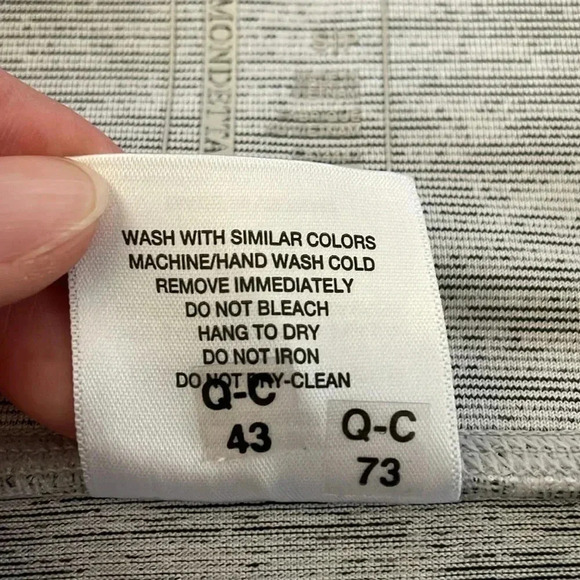 MONDETTA
WASH WITH SIMILAR COLORS
MACHINE/HAND WASH COLD
REMOVE IMMEDIATELY
DO NOT BLEACH
HANG TO DRY
DO NOT IRON
DO NOT DRY-CLEAN
Q-C
43
Q-C
73